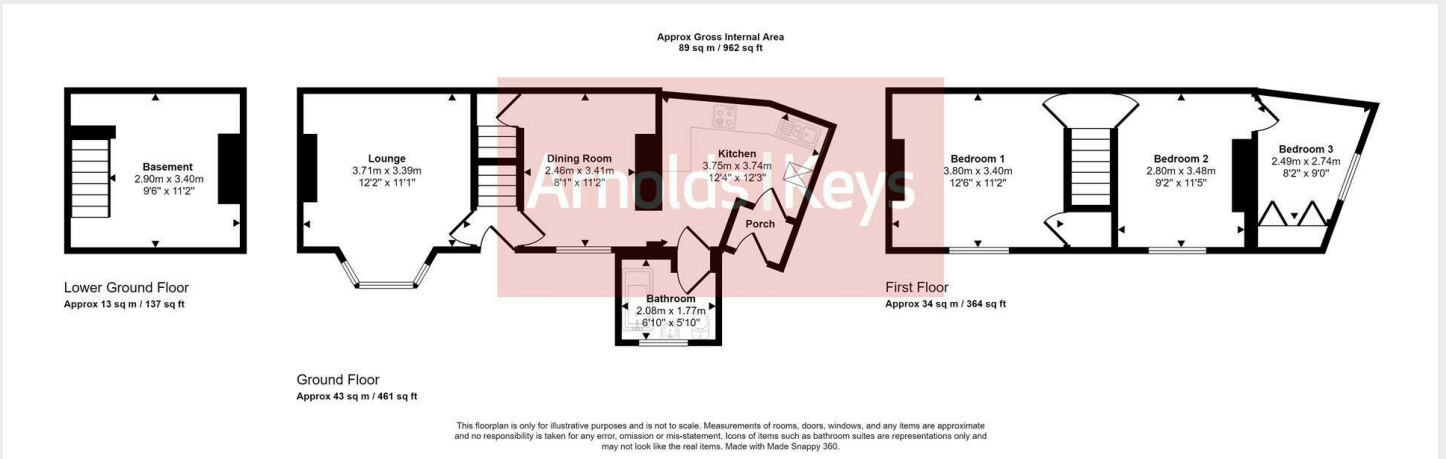 Approx Gross Internal Area
89 sq m / 962 sq ft
Basement
2.90m x 3.40m
9'6" x 11'2"
Lounge
3.71m x 3.39m
12'2" x 11'1"
Dining Room
2.46m x 3.41m
8'1" x 11'2"
Kitchen
3.75m x 3.74m
12'4" x 12'3"
Porch
Bathroom
2.08m x 1.77m
6'10" x 5'10"
Bedroom 1
3.80m x 3.40m
12'6" x 11'2"
Bedroom 2
2.80m x 3.48m
9'2" x 11'5"
Bedroom 3
2.49m x 2.74m
8'2" x 9'0"
Arnolds|Keys
Lower Ground Floor
Approx 13 sq m / 137 sq ft
Ground Floor
Approx 43 sq m / 461 sq ft
First Floor
Approx 34 sq m / 364 sq ft
This floorplan is only for illustrative purposes and is not to scale. Measurements of rooms, doors, windows, and any items are approximate
and no responsibility is taken for any error, omission or mis-statement. Icons of items such as bathroom suites are representations only and
may not look like the real items. Made with Made Snappy 360.